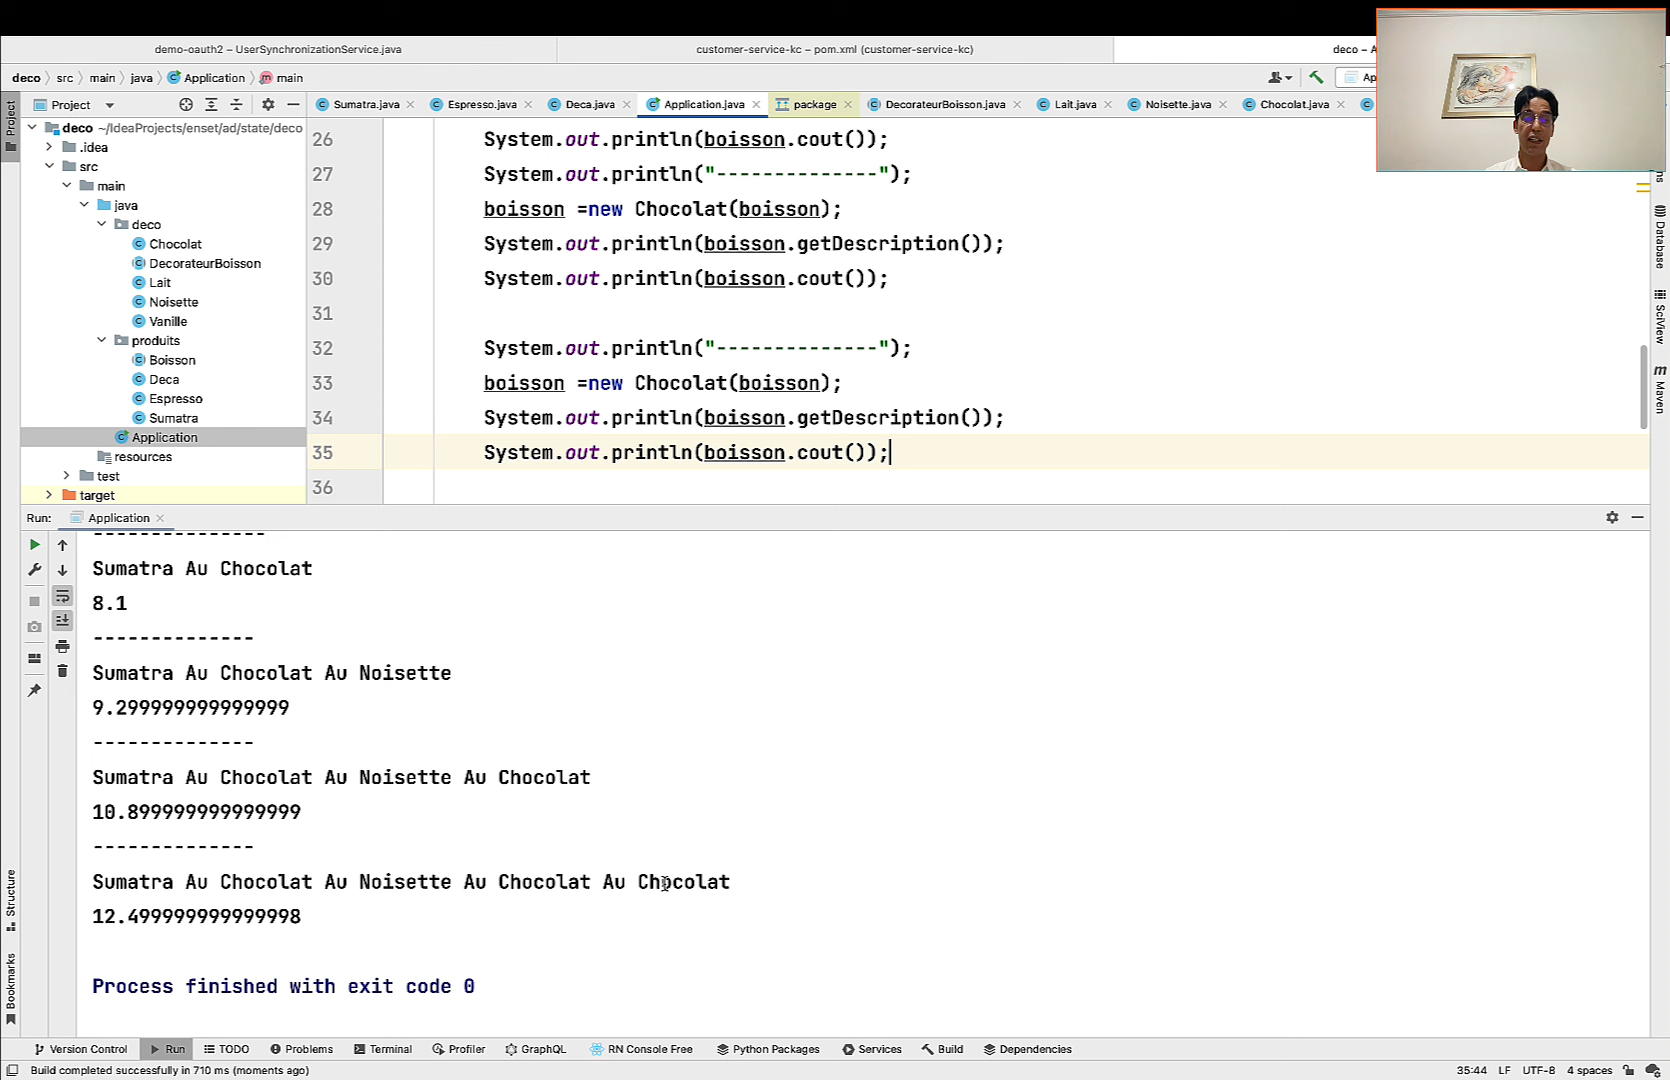 demo-oauth2 – UserSynchronizationService.java
customer-service-kc – pom.xml (customer-service-kc)
deco – A
deco src main java Application main
Ap
Project
Sumatra.java Espresso.java Deca.java Application.java package DecorateurBoisson.java Lait.java Noisette.java Chocolat.java
Project
deco ~/IdeaProjects/enset/ad/state/deco
.idea
src
main
java
deco
Chocolat
DecorateurBoisson
Lait
Noisette
Vanille
produits
Boisson
Deca
Espresso
Sumatra
Application
resources
test
target
26 System.out.println(boisson.cout());
27 System.out.println("--------------");
28 boisson =new Chocolat(boisson);
29 System.out.println(boisson.getDescription());
30 System.out.println(boisson.cout());
31
32 System.out.println("--------------");
33 boisson =new Chocolat(boisson);
34 System.out.println(boisson.getDescription());
35 System.out.println(boisson.cout());
36
Database
SciView
m Maven
Run: Application
---------------
Sumatra Au Chocolat
8.1
--------------
Sumatra Au Chocolat Au Noisette
9.299999999999999
--------------
Sumatra Au Chocolat Au Noisette Au Chocolat
10.899999999999999
--------------
Sumatra Au Chocolat Au Noisette Au Chocolat Au Chocolat
12.499999999999998
Process finished with exit code 0
Structure
Bookmarks
Version Control Run TODO Problems Terminal Profiler GraphQL RN Console Free Python Packages Services Build Dependencies
Build completed successfully in 710 ms (moments ago)
35:44 LF UTF-8 4 spaces